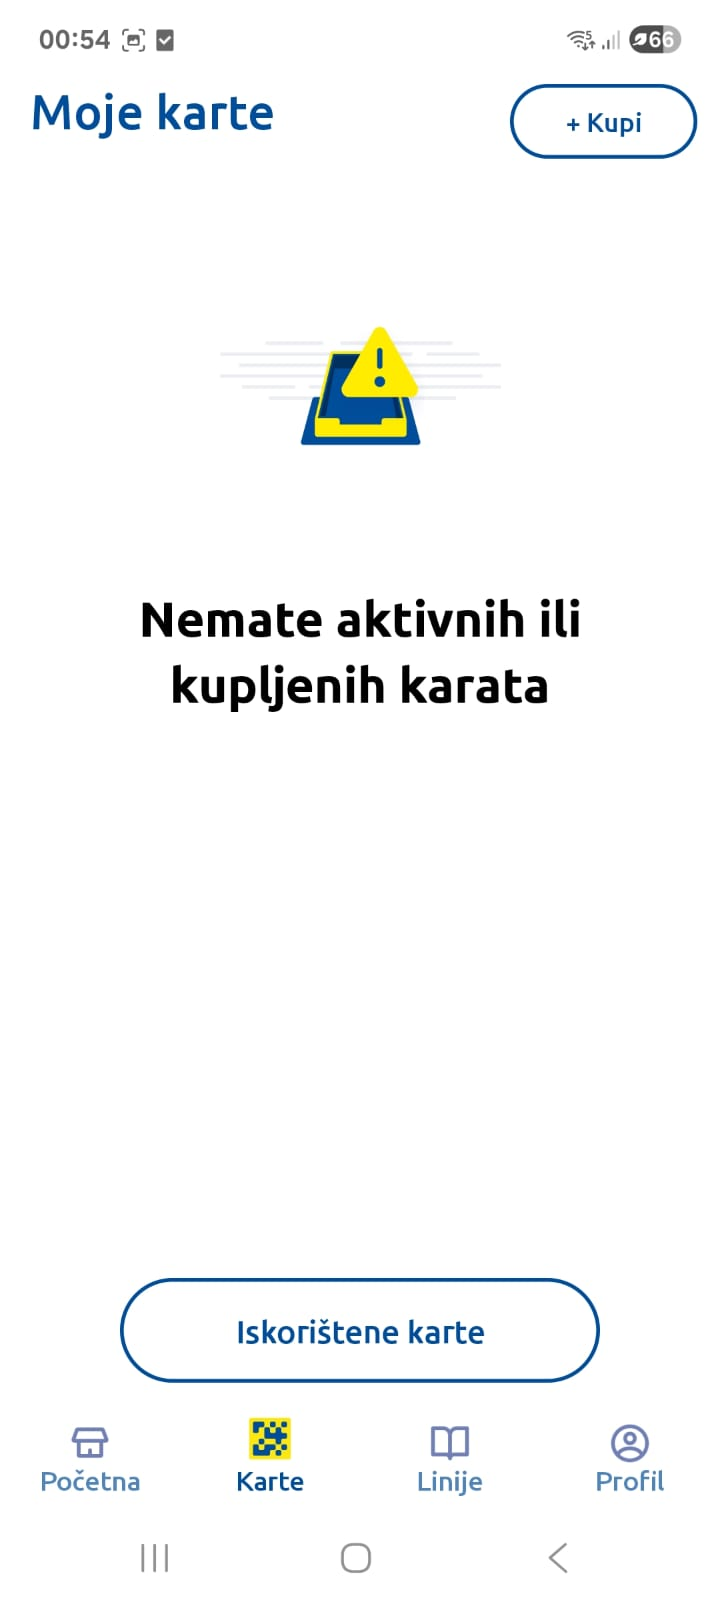 00:54
66
Moje karte
+ Kupi
Nemate aktivnih ili
kupljenih karata
Iskorištene karte
Početna
Karte
Linije
Profil